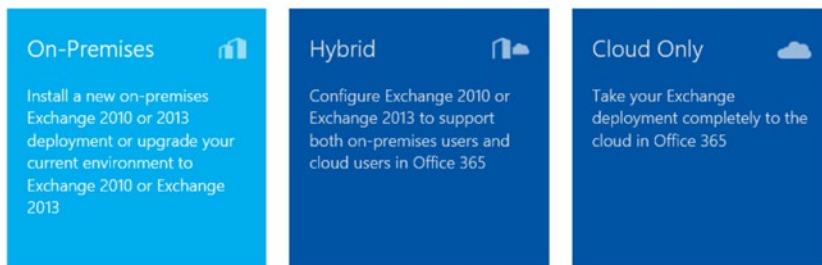 On-Premises
Install a new on-premises
Exchange 2010 or 2013
deployment or upgrade your
current environment to
Exchange 2010 or Exchange
2013
Hybrid
Configure Exchange 2010 or
Exchange 2013 to support
both on-premises users and
cloud users in Office 365
Cloud Only
Take your Exchange
deployment completely to the
cloud in Office 365